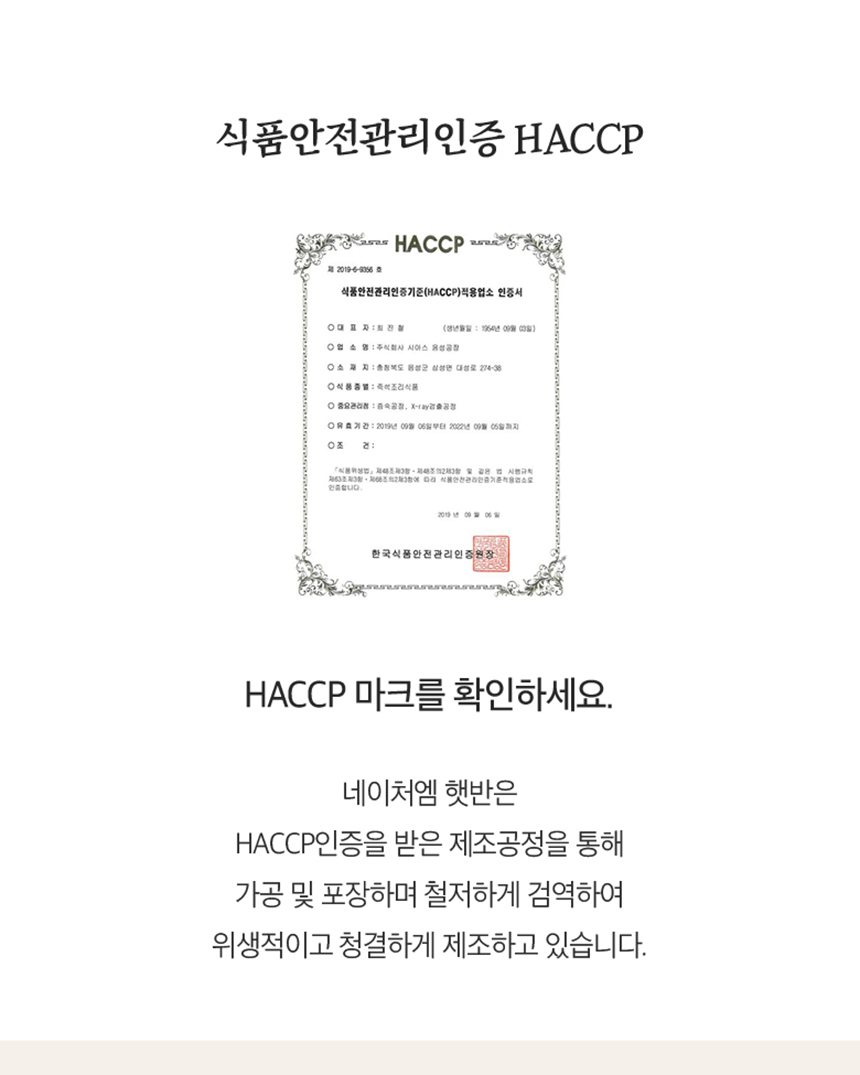 식품안전관리인증 HACCP
HACCP
제 2019-6-9356 호
식품안전관리인증기준(HACCP)적용업소 인증서
○ 대 표 자 : 최 진 철 (생년월일 : 1954년 09월 03일)
○ 업 소 명 : 주식회사 시아스 음성공장
○ 소 재 지 : 충청북도 음성군 삼성면 대성로 274-38
○ 식품종별 : 즉석조리식품
○ 중요관리점 : 증숙공정, X-ray검출공정
○ 유효기간 : 2019년 09월 06일부터 2022년 09월 05일까지
○ 조 건 :
「식품위생법」 제48조제3항・제48조의2제3항 및 같은 법 시행규칙
제63조제3항・제68조의2제3항에 따라 식품안전관리인증기준적용업소로
인증합니다.
2019 년 09 월 06 일
한국식품안전관리인증원장
HACCP 마크를 확인하세요.
네이처엠 햇반은
HACCP인증을 받은 제조공정을 통해
가공 및 포장하며 철저하게 검역하여
위생적이고 청결하게 제조하고 있습니다.